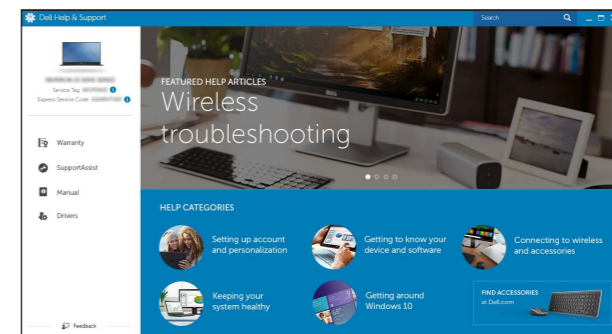 Dell Help & Support
Search
Service Tag:
Express Service Code:
Warranty
SupportAssist
Manual
Drivers
Feedback
FEATURED HELP ARTICLES
Wireless
troubleshooting
HELP CATEGORIES
Setting up account
and personalization
Getting to know your
device and software
Connecting to wireless
and accessories
Keeping your
system healthy
Getting around
Windows 10
FIND ACCESSORIES
at Dell.com